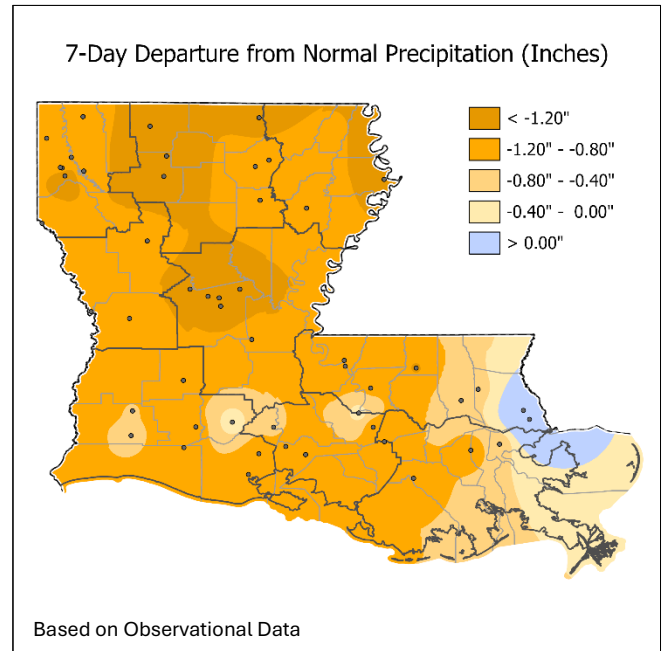 7-Day Departure from Normal Precipitation (Inches)
< -1.20"
-1.20" - -0.80"
-0.80" - -0.40"
-0.40" - 0.00"
> 0.00"
Based on Observational Data